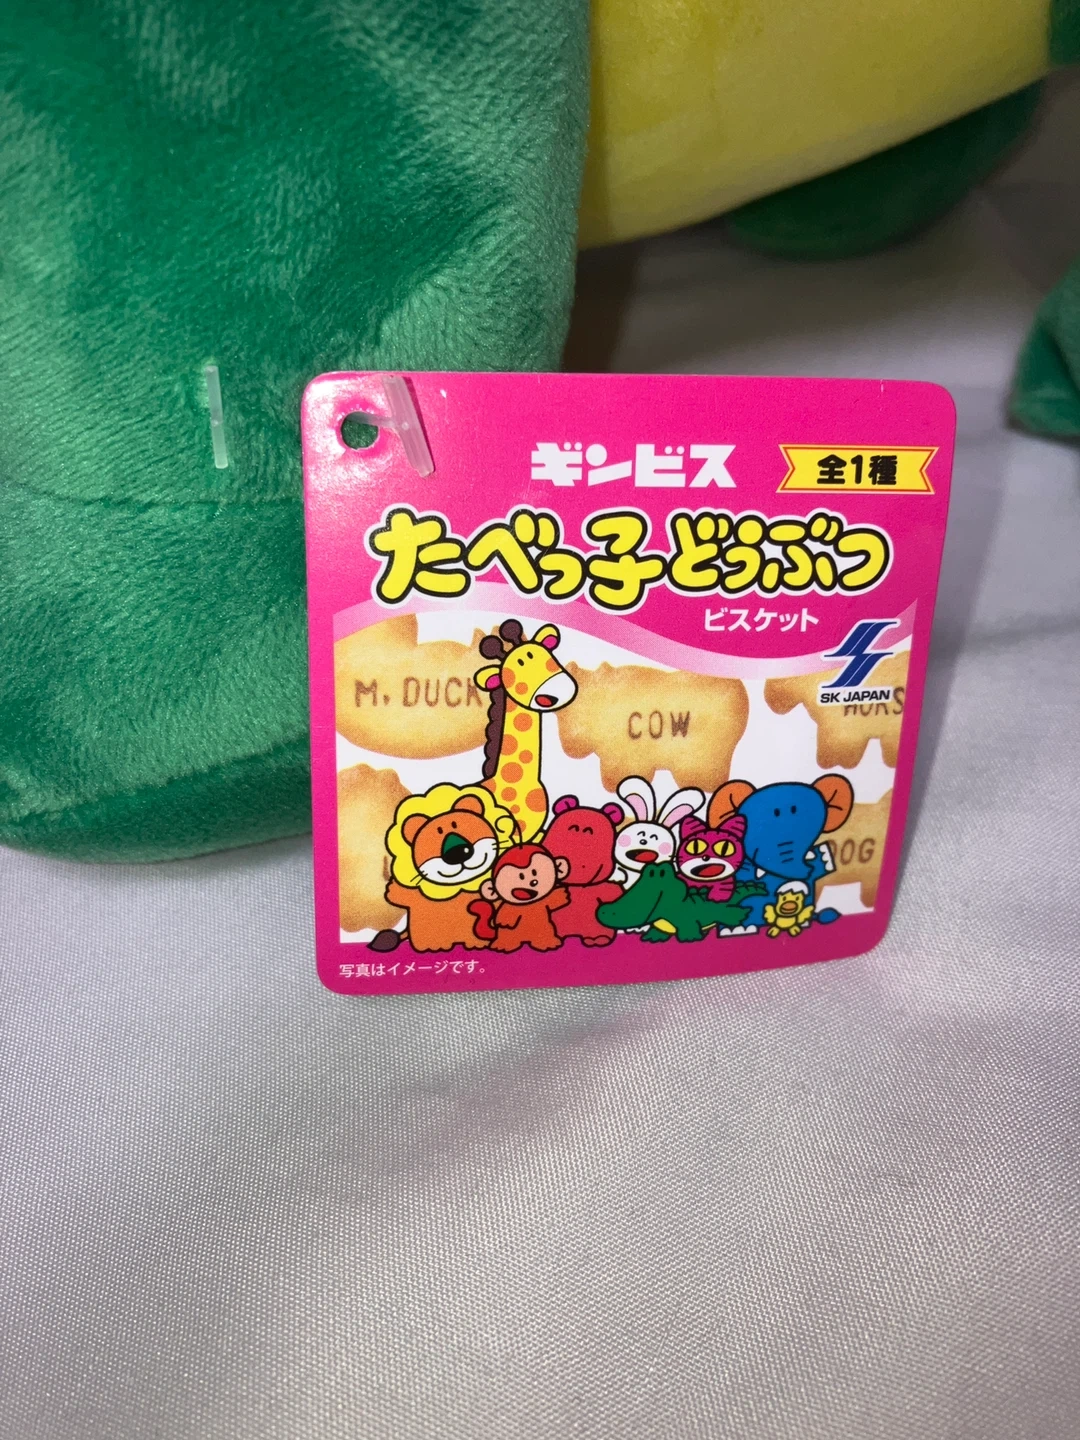 ギンビス
全1種
たべっ子どうぶつ
ビスケット
SK JAPAN
M. DUCK
COW
DOG
写真はイメージです。